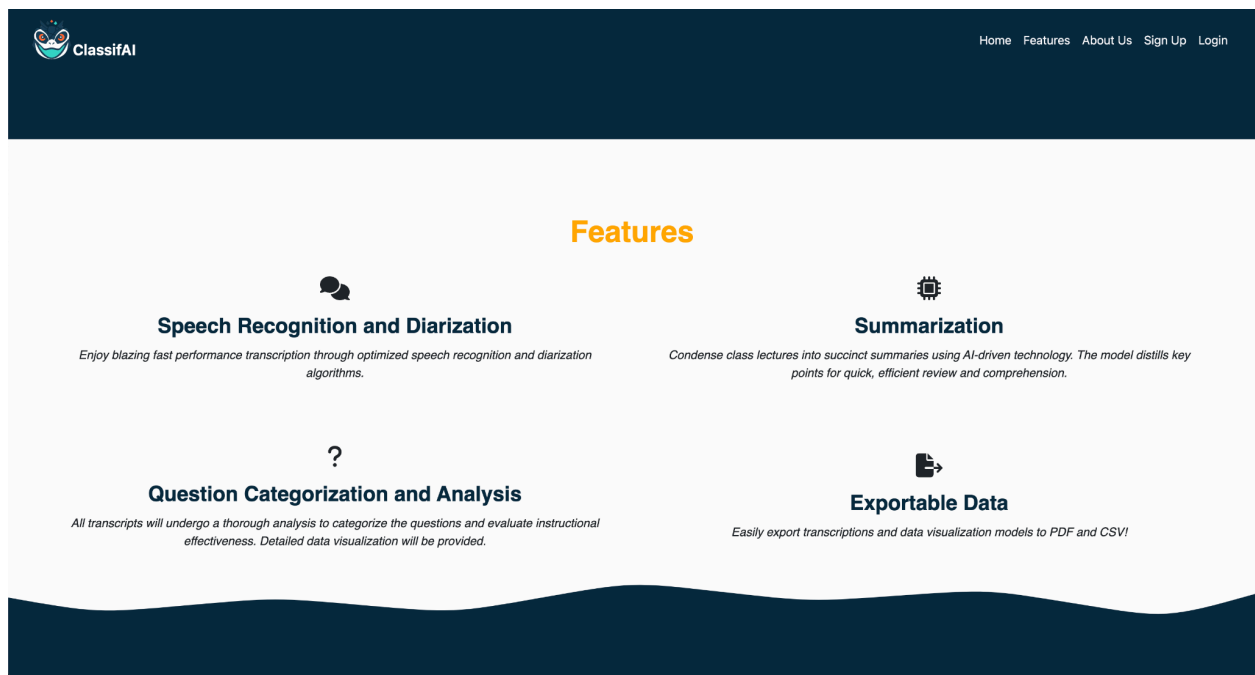 ClassifAI
Home Features About Us Sign Up Login
Features
Speech Recognition and Diarization
Enjoy blazing fast performance transcription through optimized speech recognition and diarization
algorithms.
Summarization
Condense class lectures into succinct summaries using AI-driven technology. The model distills key
points for quick, efficient review and comprehension.
Question Categorization and Analysis
All transcripts will undergo a thorough analysis to categorize the questions and evaluate instructional
effectiveness. Detailed data visualization will be provided.
Exportable Data
Easily export transcriptions and data visualization models to PDF and CSV!